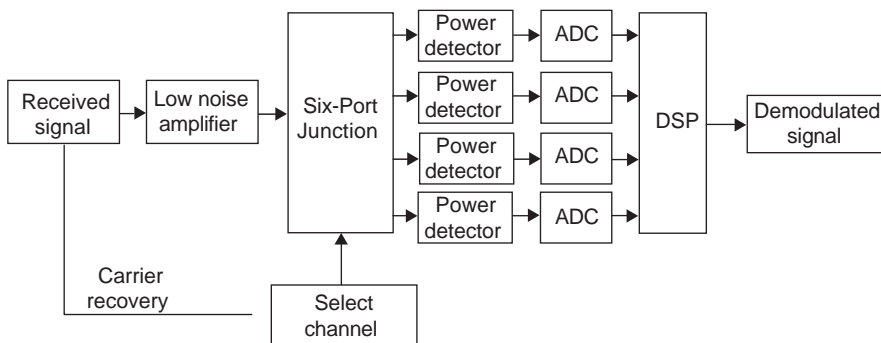 Received
signal
Low noise
amplifier
Six-Port
Junction
Power
detector
ADC
Power
detector
ADC
Power
detector
ADC
Power
detector
ADC
DSP
Demodulated
signal
Carrier
recovery
Select
channel